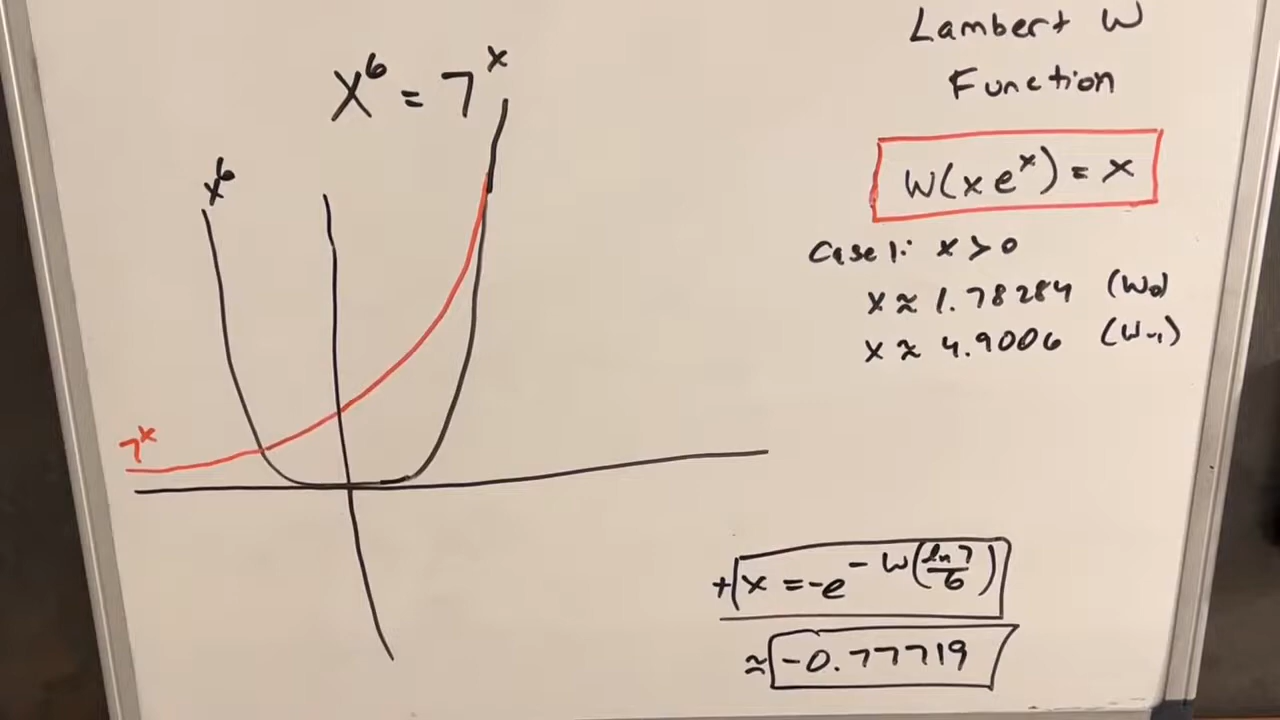 Lambert W
Function
x⁶ = 7ˣ
W(xeˣ) = x
x⁶
Case 1: x > 0
x ≈ 1.78284 (W₀)
x ≈ 4.9006 (W₋₁)
7ˣ
+ x = -e^(-W(ln7/6))
≈ -0.77719